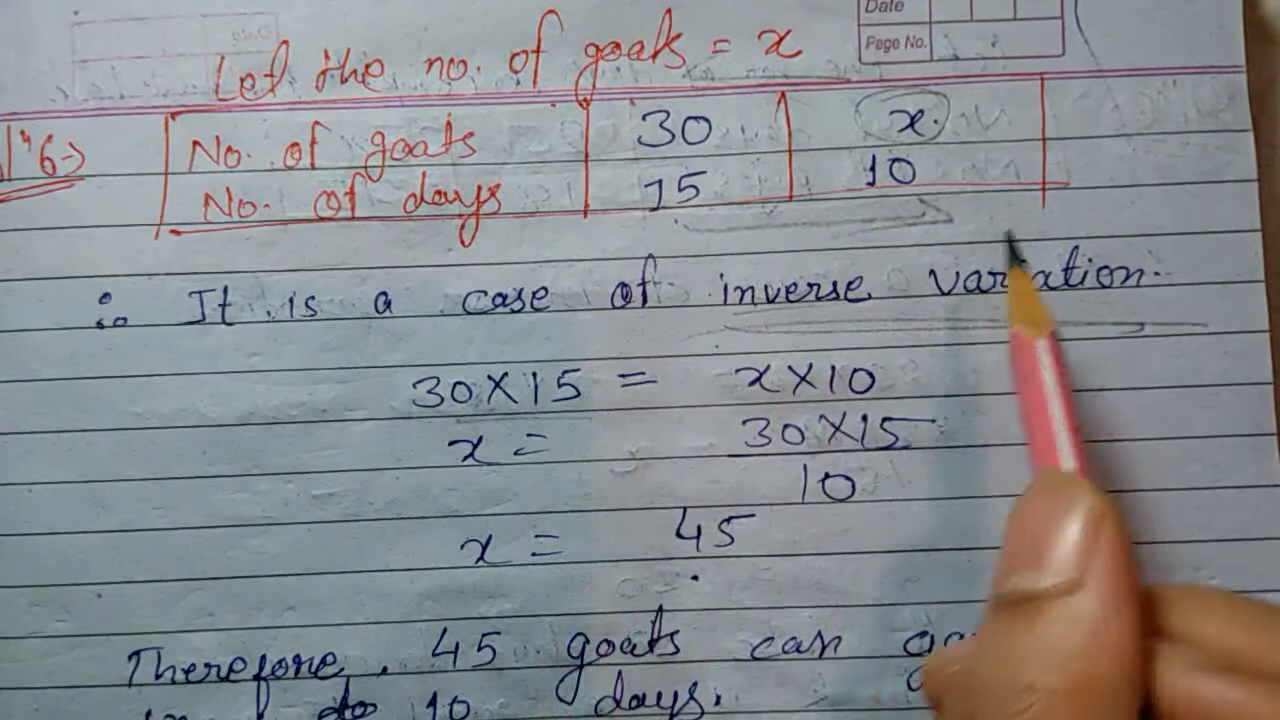 Date
Page No.
Let the no. of goats = x
6→
No. of goats 30 x
No. of days 15 10
∴ It is a case of inverse variation.
30×15 = x×10
x = 30×15
10
x = 45
Therefore, 45 goats can
10 days.